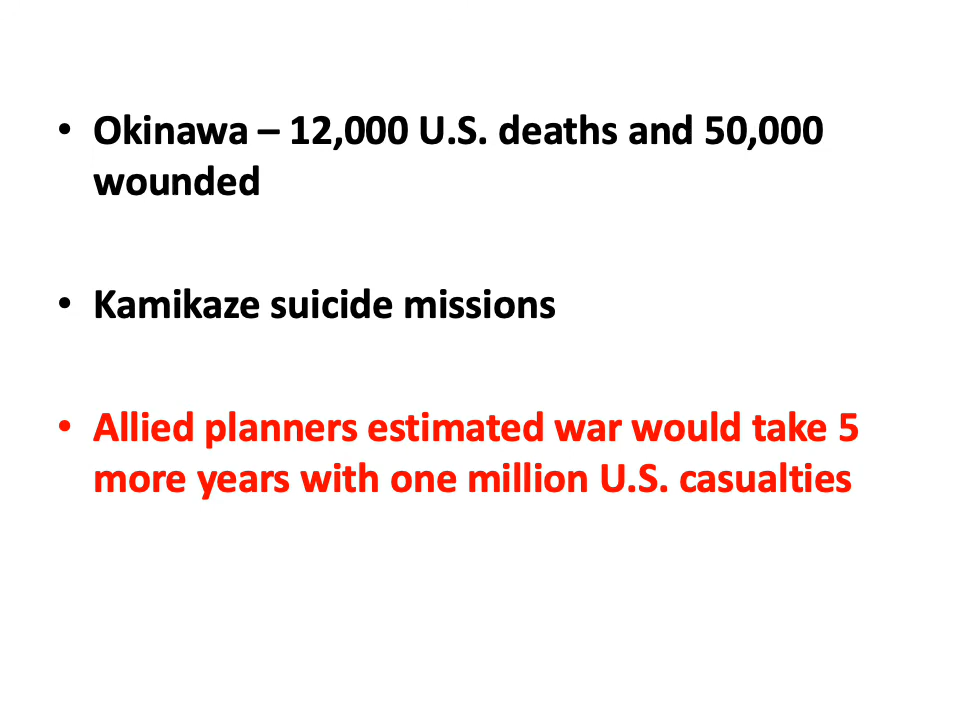 • Okinawa – 12,000 U.S. deaths and 50,000
wounded
• Kamikaze suicide missions
• Allied planners estimated war would take 5
more years with one million U.S. casualties